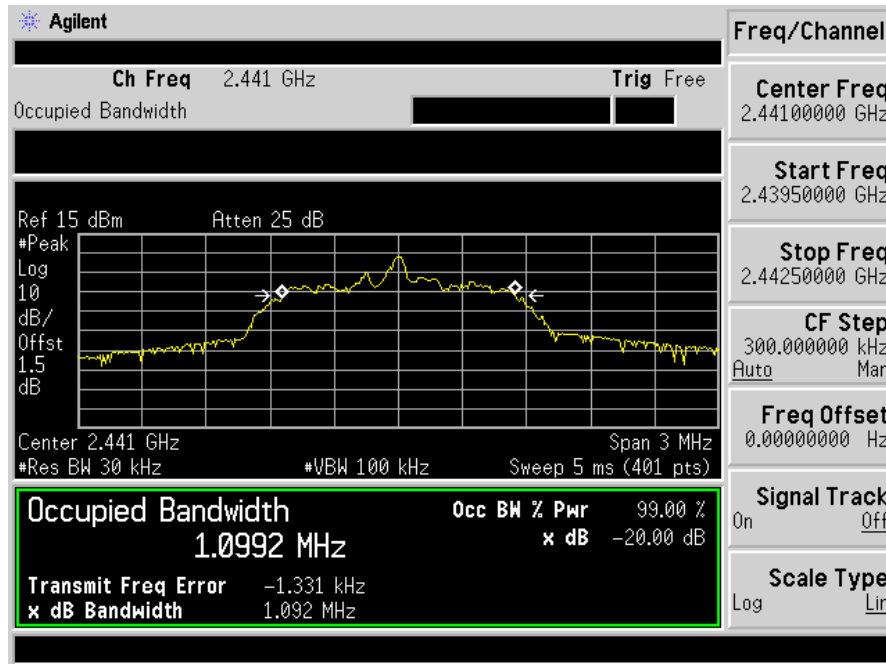 Agilent
Freq/Channel
Ch Freq 2.441 GHz Trig Free
Occupied Bandwidth
Center Freq
2.44100000 GHz
Start Freq
2.43950000 GHz
Stop Freq
2.44250000 GHz
CF Step
300.000000 kHz
Auto Man
Freq Offset
0.00000000 Hz
Signal Track
On Off
Scale Type
Log Lin
Ref 15 dBm Atten 25 dB
#Peak
Log
10
dB/
Offst
1.5
dB
Center 2.441 GHz Span 3 MHz
#Res BW 30 kHz #VBW 100 kHz Sweep 5 ms (401 pts)
Occupied Bandwidth
1.0992 MHz
Occ BW % Pwr 99.00 %
x dB -20.00 dB
Transmit Freq Error -1.331 kHz
x dB Bandwidth 1.092 MHz